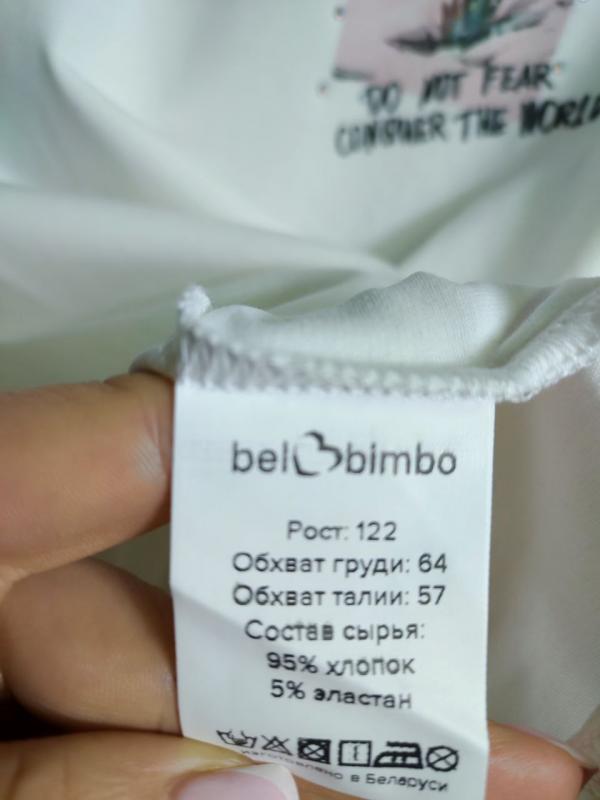 DO NOT FEAR
CONQUER THE WORLD
bel bimbo
Рост: 122
Обхват груди: 64
Обхват талии: 57
Состав сырья:
95% хлопок
5% эластан
изготовлено в Беларуси